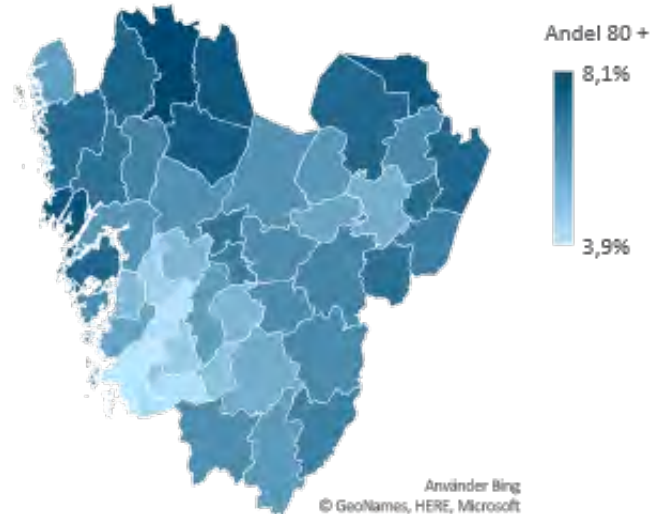 Andel 80 +
8,1%
3,9%
Använder Bing
© GeoNames, HERE, Microsoft